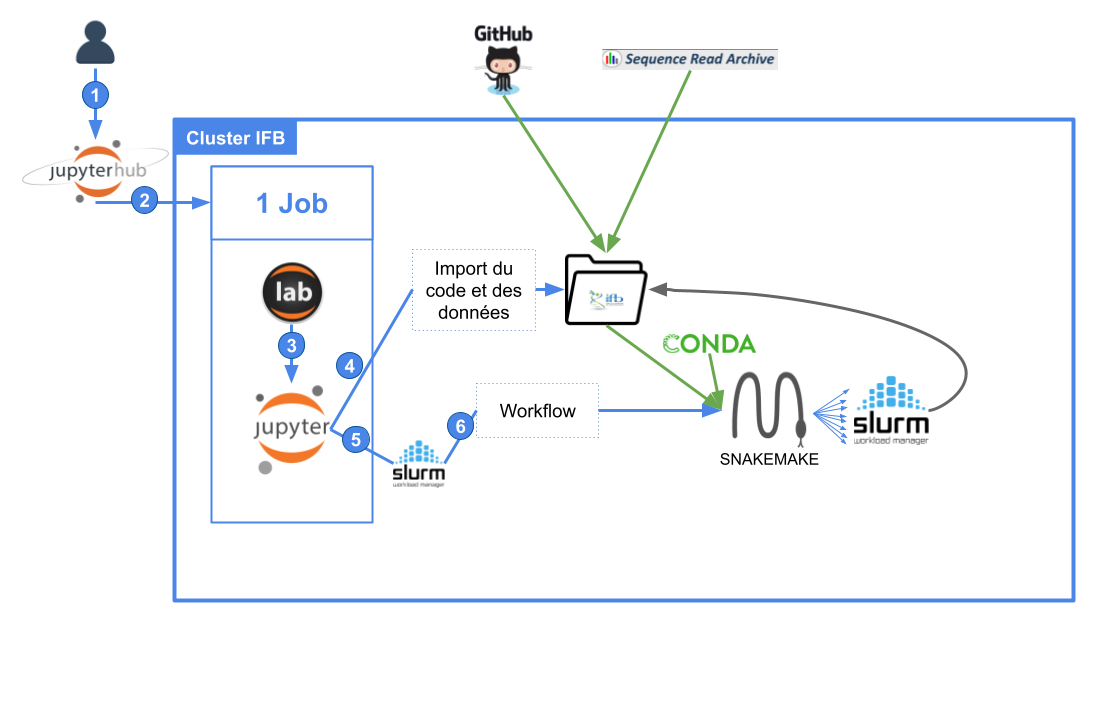 GitHub
Sequence Read Archive
1
Cluster IFB
jupyterhub
2
1 Job
lab
3
Import du
code et des
données
ifb
4
CONDA
jupyter
5
6
Workflow
slurm
workload manager
slurm
workload manager
SNAKEMAKE